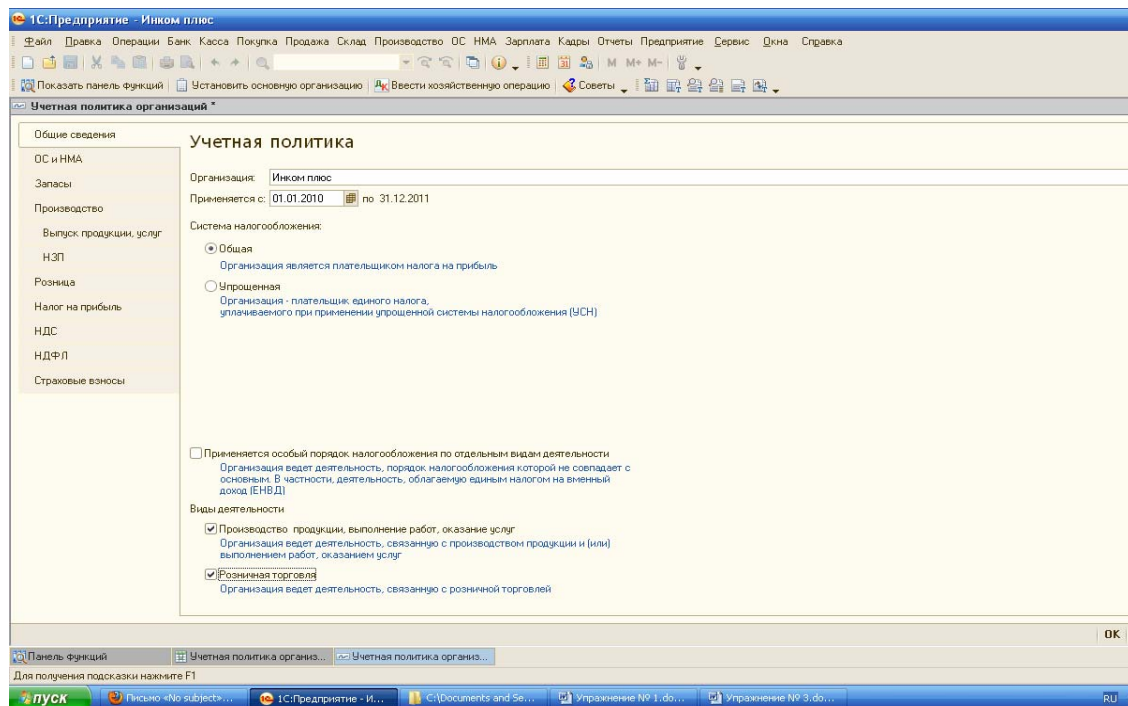 1С:Предприятие - Инком плюс
Файл Правка Операции Банк Касса Покупка Продажа Склад Производство ОС НМА Зарплата Кадры Отчеты Предприятие Сервис Окна Справка
M M+ M-
Показать панель функций Установить основную организацию Ввести хозяйственную операцию Советы
Учетная политика организаций *
Общие сведения
ОС и НМА
Запасы
Производство
Выпуск продукции, услуг
НЗП
Розница
Налог на прибыль
НДС
НДФЛ
Страховые взносы
Учетная политика
Организация: Инком плюс
Применяется с: 01.01.2010 по 31.12.2011
Система налогообложения:
Общая
Организация является плательщиком налога на прибыль
Упрощенная
Организация - плательщик единого налога,
уплачиваемого при применении упрощенной системы налогообложения (УСН)
Применяется особый порядок налогообложения по отдельным видам деятельности
Организация ведет деятельность, порядок налогообложения которой не совпадает с
основным. В частности, деятельность, облагаемую единым налогом на вмененный
доход (ЕНВД)
Виды деятельности
Производство продукции, выполнение работ, оказание услуг
Организация ведет деятельность, связанную с производством продукции и (или)
выполнением работ, оказанием услуг
Розничная торговля
Организация ведет деятельность, связанную с розничной торговлей
OK
Панель функций Учетная политика организ... Учетная политика организ...
Для получения подсказки нажмите F1
пуск Письмо «No subject»... 1С:Предприятие - И... C:\Documents and Se... Упражнение № 1.do... Упражнение № 3.do... RU